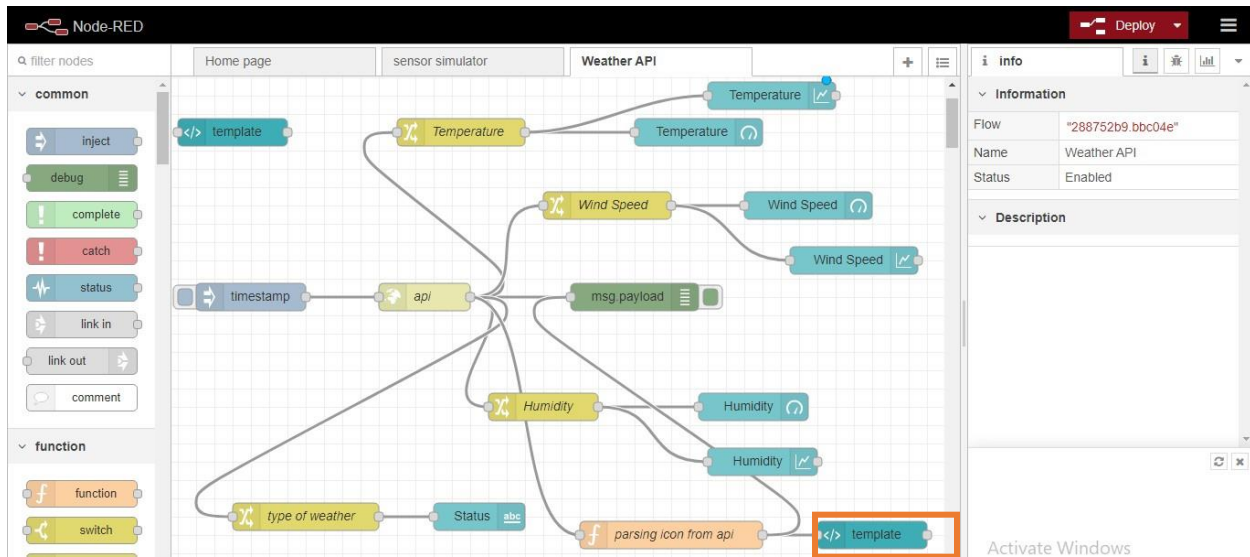 Node-RED
Deploy
filter nodes
Home page
sensor simulator
Weather API
info
common
inject
debug
complete
catch
status
link in
link out
comment
function
function
switch
template
Temperature
Temperature
Temperature
Wind Speed
Wind Speed
Wind Speed
timestamp
api
msg.payload
Humidity
Humidity
Humidity
type of weather
Status
abc
parsing icon from api
template
Information
Flow "288752b9.bbc04e"
Name Weather API
Status Enabled
Description
Activate Windows